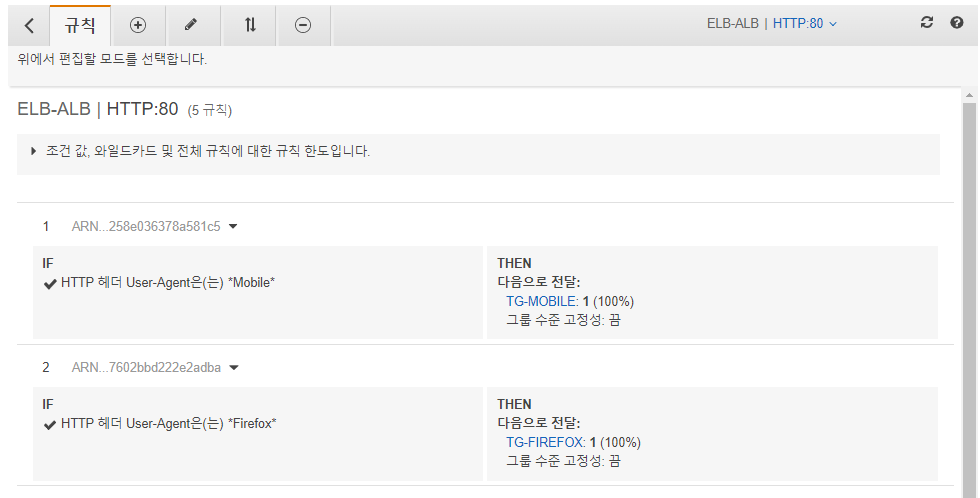 규칙
ELB-ALB | HTTP:80
위에서 편집할 모드를 선택합니다.
ELB-ALB | HTTP:80 (5 규칙)
조건 값, 와일드카드 및 전체 규칙에 대한 규칙 한도입니다.
1 ARN...258e036378a581c5
IF
HTTP 헤더 User-Agent은(는) *Mobile*
THEN
다음으로 전달:
TG-MOBILE: 1 (100%)
그룹 수준 고정성: 끔
2 ARN...7602bbd222e2adba
IF
HTTP 헤더 User-Agent은(는) *Firefox*
THEN
다음으로 전달:
TG-FIREFOX: 1 (100%)
그룹 수준 고정성: 끔